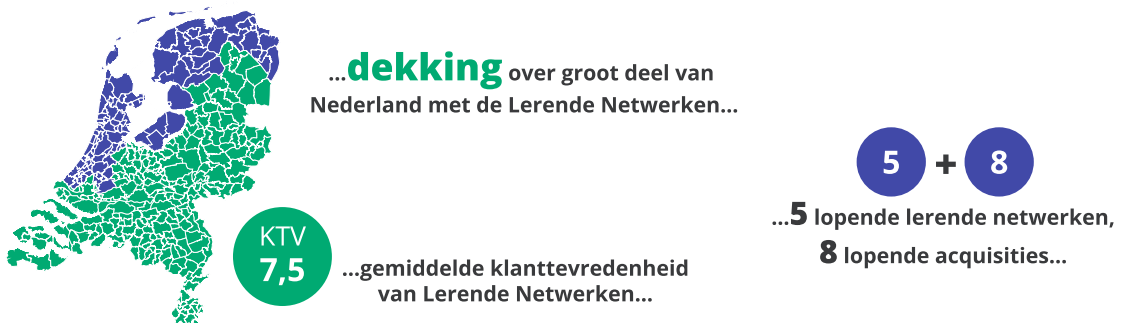 ...dekking over groot deel van
Nederland met de Lerende Netwerken...
5 + 8
...5 lopende lerende netwerken,
8 lopende acquisities...
KTV
7,5
...gemiddelde klanttevredenheid
van Lerende Netwerken...